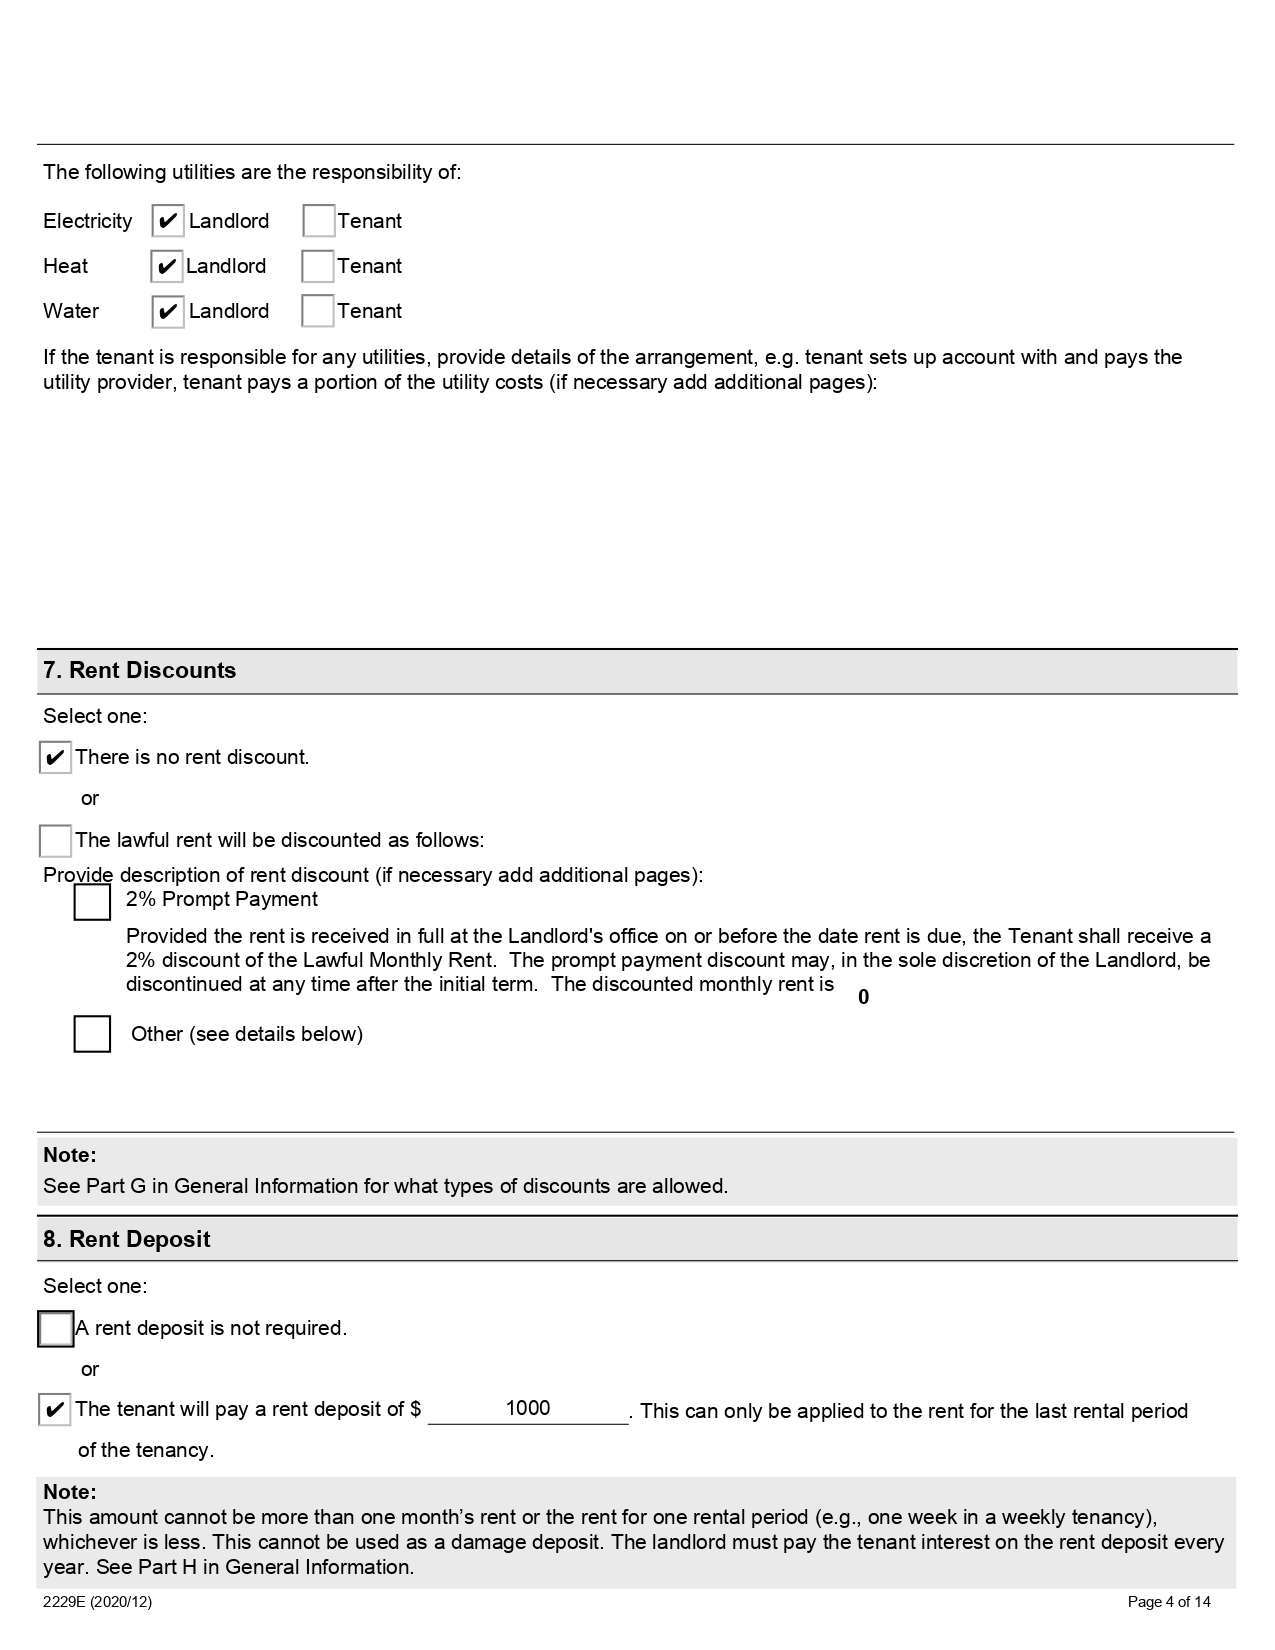 The following utilities are the responsibility of:
Electricity ✔ Landlord Tenant
Heat ✔ Landlord Tenant
Water ✔ Landlord Tenant
If the tenant is responsible for any utilities, provide details of the arrangement, e.g. tenant sets up account with and pays the
utility provider, tenant pays a portion of the utility costs (if necessary add additional pages):
7. Rent Discounts
Select one:
✔ There is no rent discount.
or
The lawful rent will be discounted as follows:
Provide description of rent discount (if necessary add additional pages):
2% Prompt Payment
Provided the rent is received in full at the Landlord's office on or before the date rent is due, the Tenant shall receive a
2% discount of the Lawful Monthly Rent. The prompt payment discount may, in the sole discretion of the Landlord, be
discontinued at any time after the initial term. The discounted monthly rent is 0
Other (see details below)
Note:
See Part G in General Information for what types of discounts are allowed.
8. Rent Deposit
Select one:
A rent deposit is not required.
or
✔ The tenant will pay a rent deposit of $ 1000 . This can only be applied to the rent for the last rental period
of the tenancy.
Note:
This amount cannot be more than one month’s rent or the rent for one rental period (e.g., one week in a weekly tenancy),
whichever is less. This cannot be used as a damage deposit. The landlord must pay the tenant interest on the rent deposit every
year. See Part H in General Information.
2229E (2020/12) Page 4 of 14